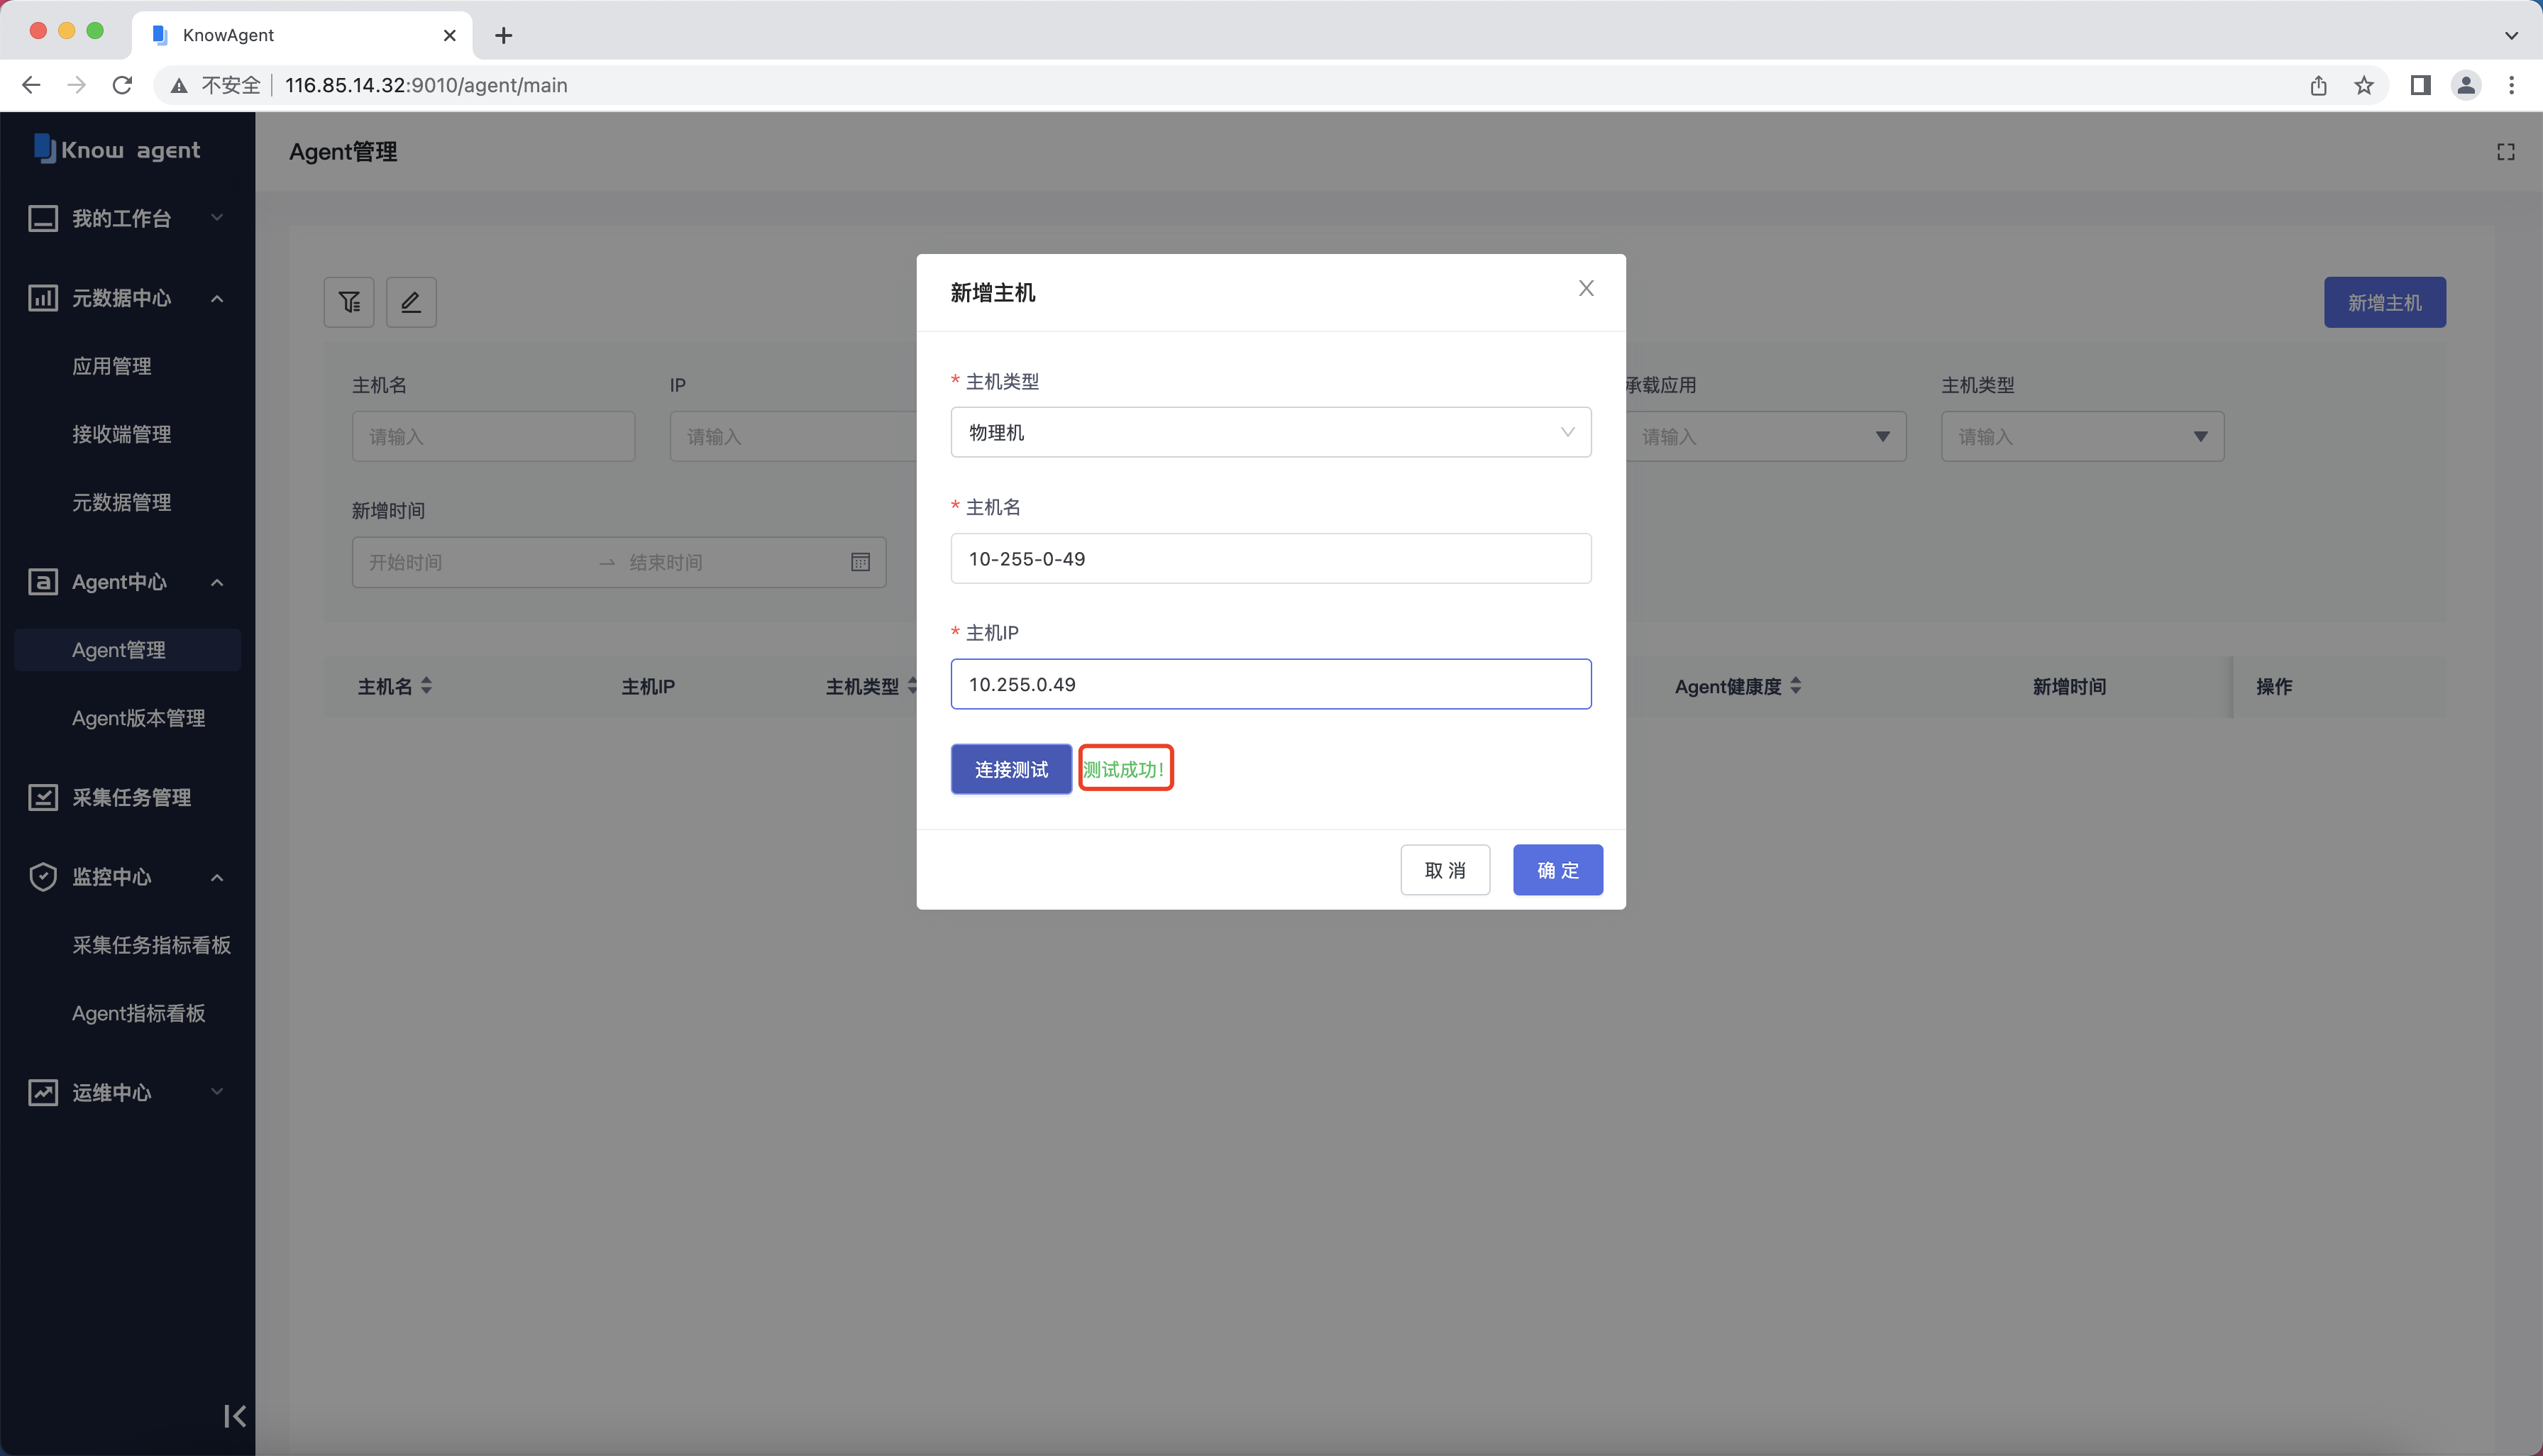 KnowAgent
不安全
116.85.14.32:9010/agent/main
Know agent
我的工作台
元数据中心
应用管理
接收端管理
元数据管理
Agent中心
Agent管理
Agent版本管理
采集任务管理
监控中心
采集任务指标看板
Agent指标看板
运维中心
Agent管理
新增主机
主机名
IP
承载应用
主机类型
请输入
请输入
请输入
请输入
新增时间
开始时间
结束时间
主机名
主机IP
主机类型
Agent健康度
新增时间
操作
新增主机
* 主机类型
物理机
* 主机名
10-255-0-49
* 主机IP
10.255.0.49
连接测试
测试成功!
取 消
确 定